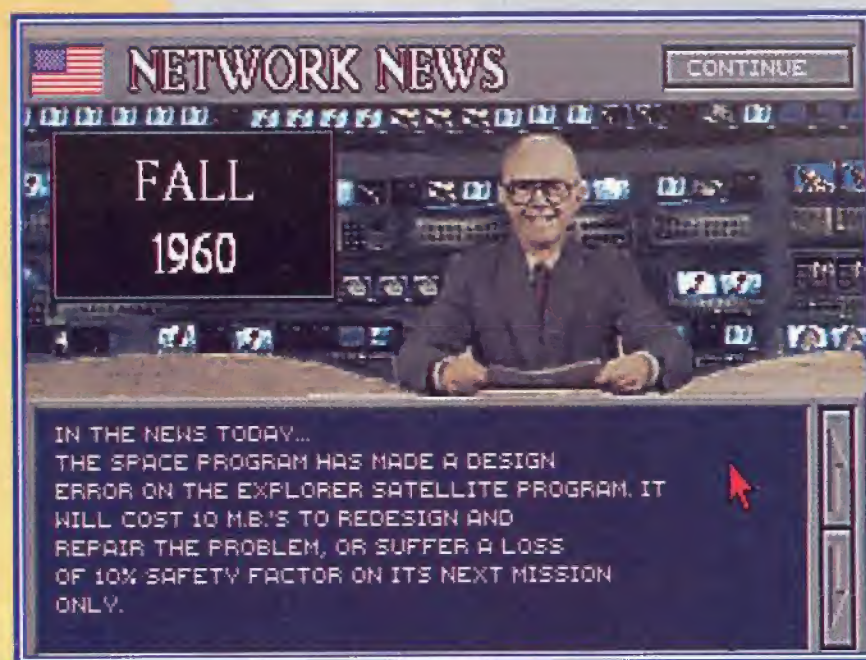 NETWORK NEWS
CONTINUE
FALL
1960
IN THE NEWS TODAY...
THE SPACE PROGRAM HAS MADE A DESIGN
ERROR ON THE EXPLORER SATELLITE PROGRAM. IT
WILL COST 10 M.B.'S TO REDESIGN AND
REPAIR THE PROBLEM, OR SUFFER A LOSS
OF 10% SAFETY FACTOR ON ITS NEXT MISSION
ONLY.